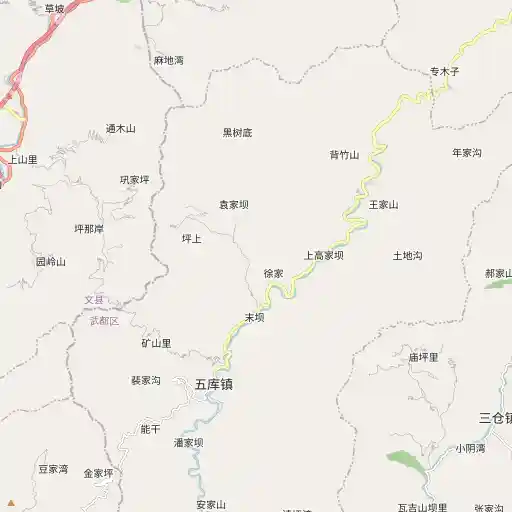 草坡
麻地湾
专木子
通木山
黑树底
上山里
背竹山
年家沟
巩家坪
袁家坝
王家山
坪那岸
坪上
上高家坝
土地沟
园岭山
徐家
郝家山
文县
武都区
末坝
矿山里
庙坪里
裴家沟
五库镇
三仓镇
能干
潘家坝
小阴湾
豆家湾
金家坪
安家山
瓦吉山坝里
张家沟